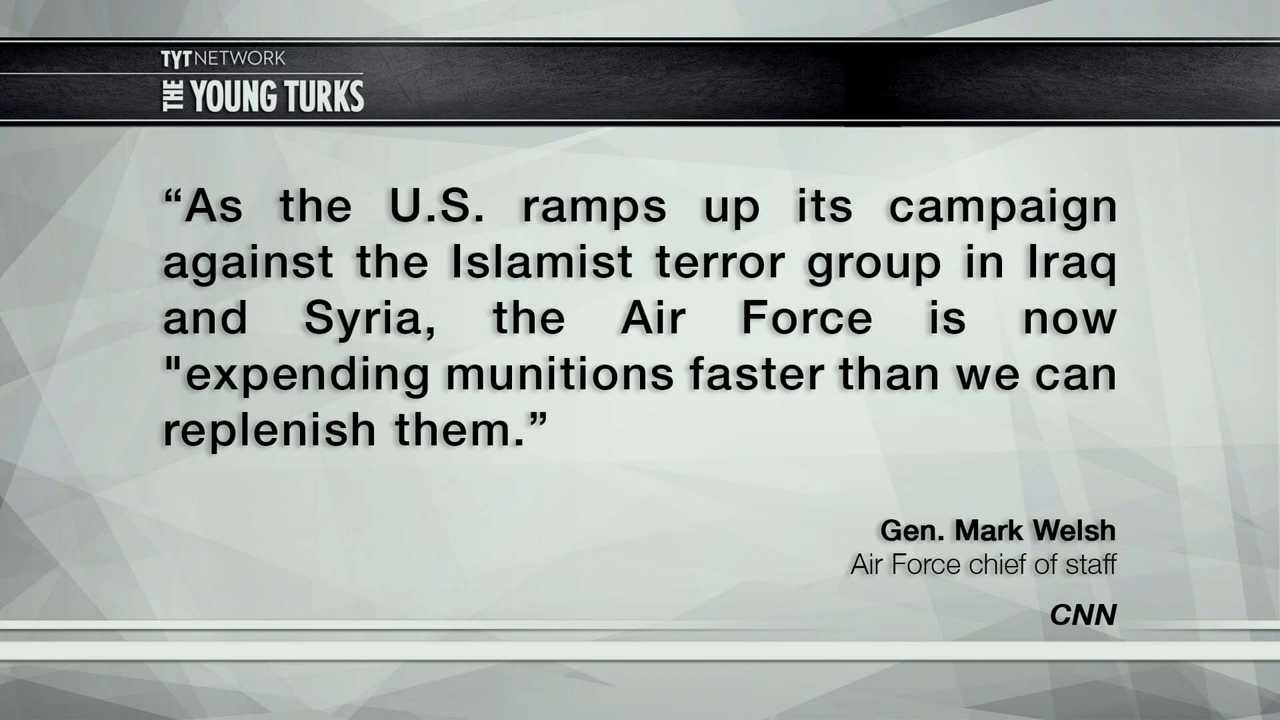 TYT NETWORK
THE YOUNG TURKS
“As the U.S. ramps up its campaign
against the Islamist terror group in Iraq
and Syria, the Air Force is now
"expending munitions faster than we can
replenish them.”
Gen. Mark Welsh
Air Force chief of staff
CNN